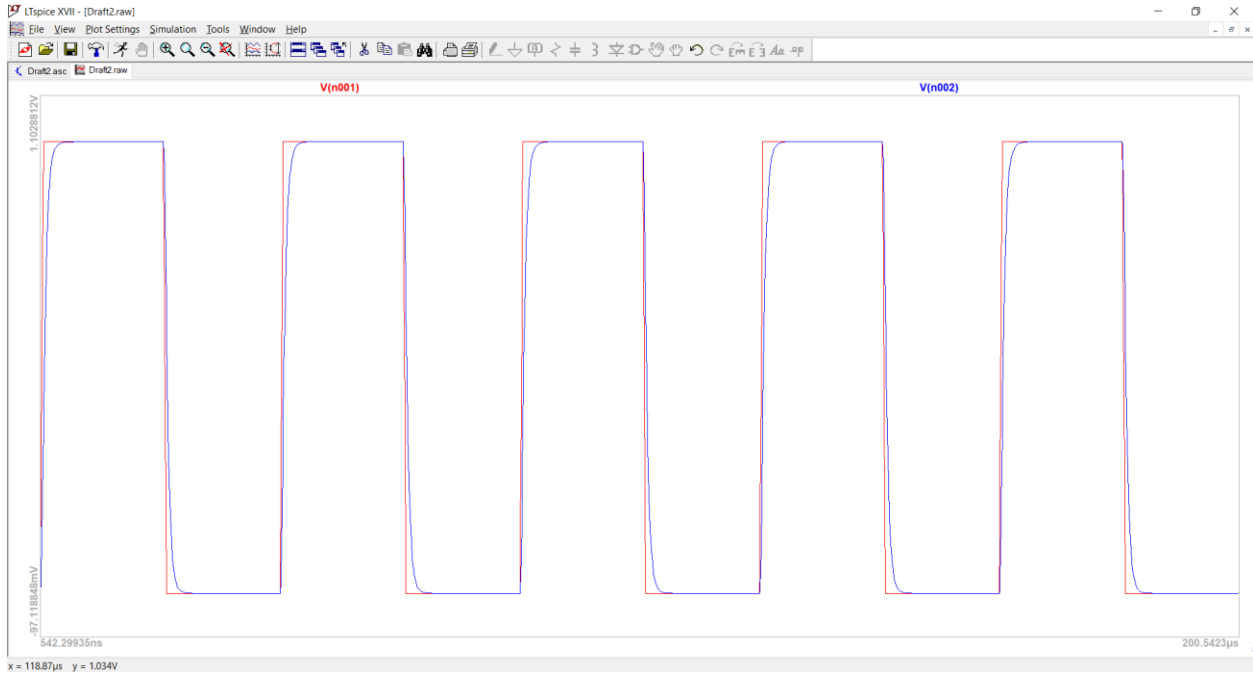 LTspice XVII - [Draft2.raw]
File View Plot Settings Simulation Tools Window Help
Draft2.asc Draft2.raw
V(n001) V(n002)
1.1028812V
-97.118848mV
542.29935ns 200.5423µs
x = 118.87µs y = 1.034V